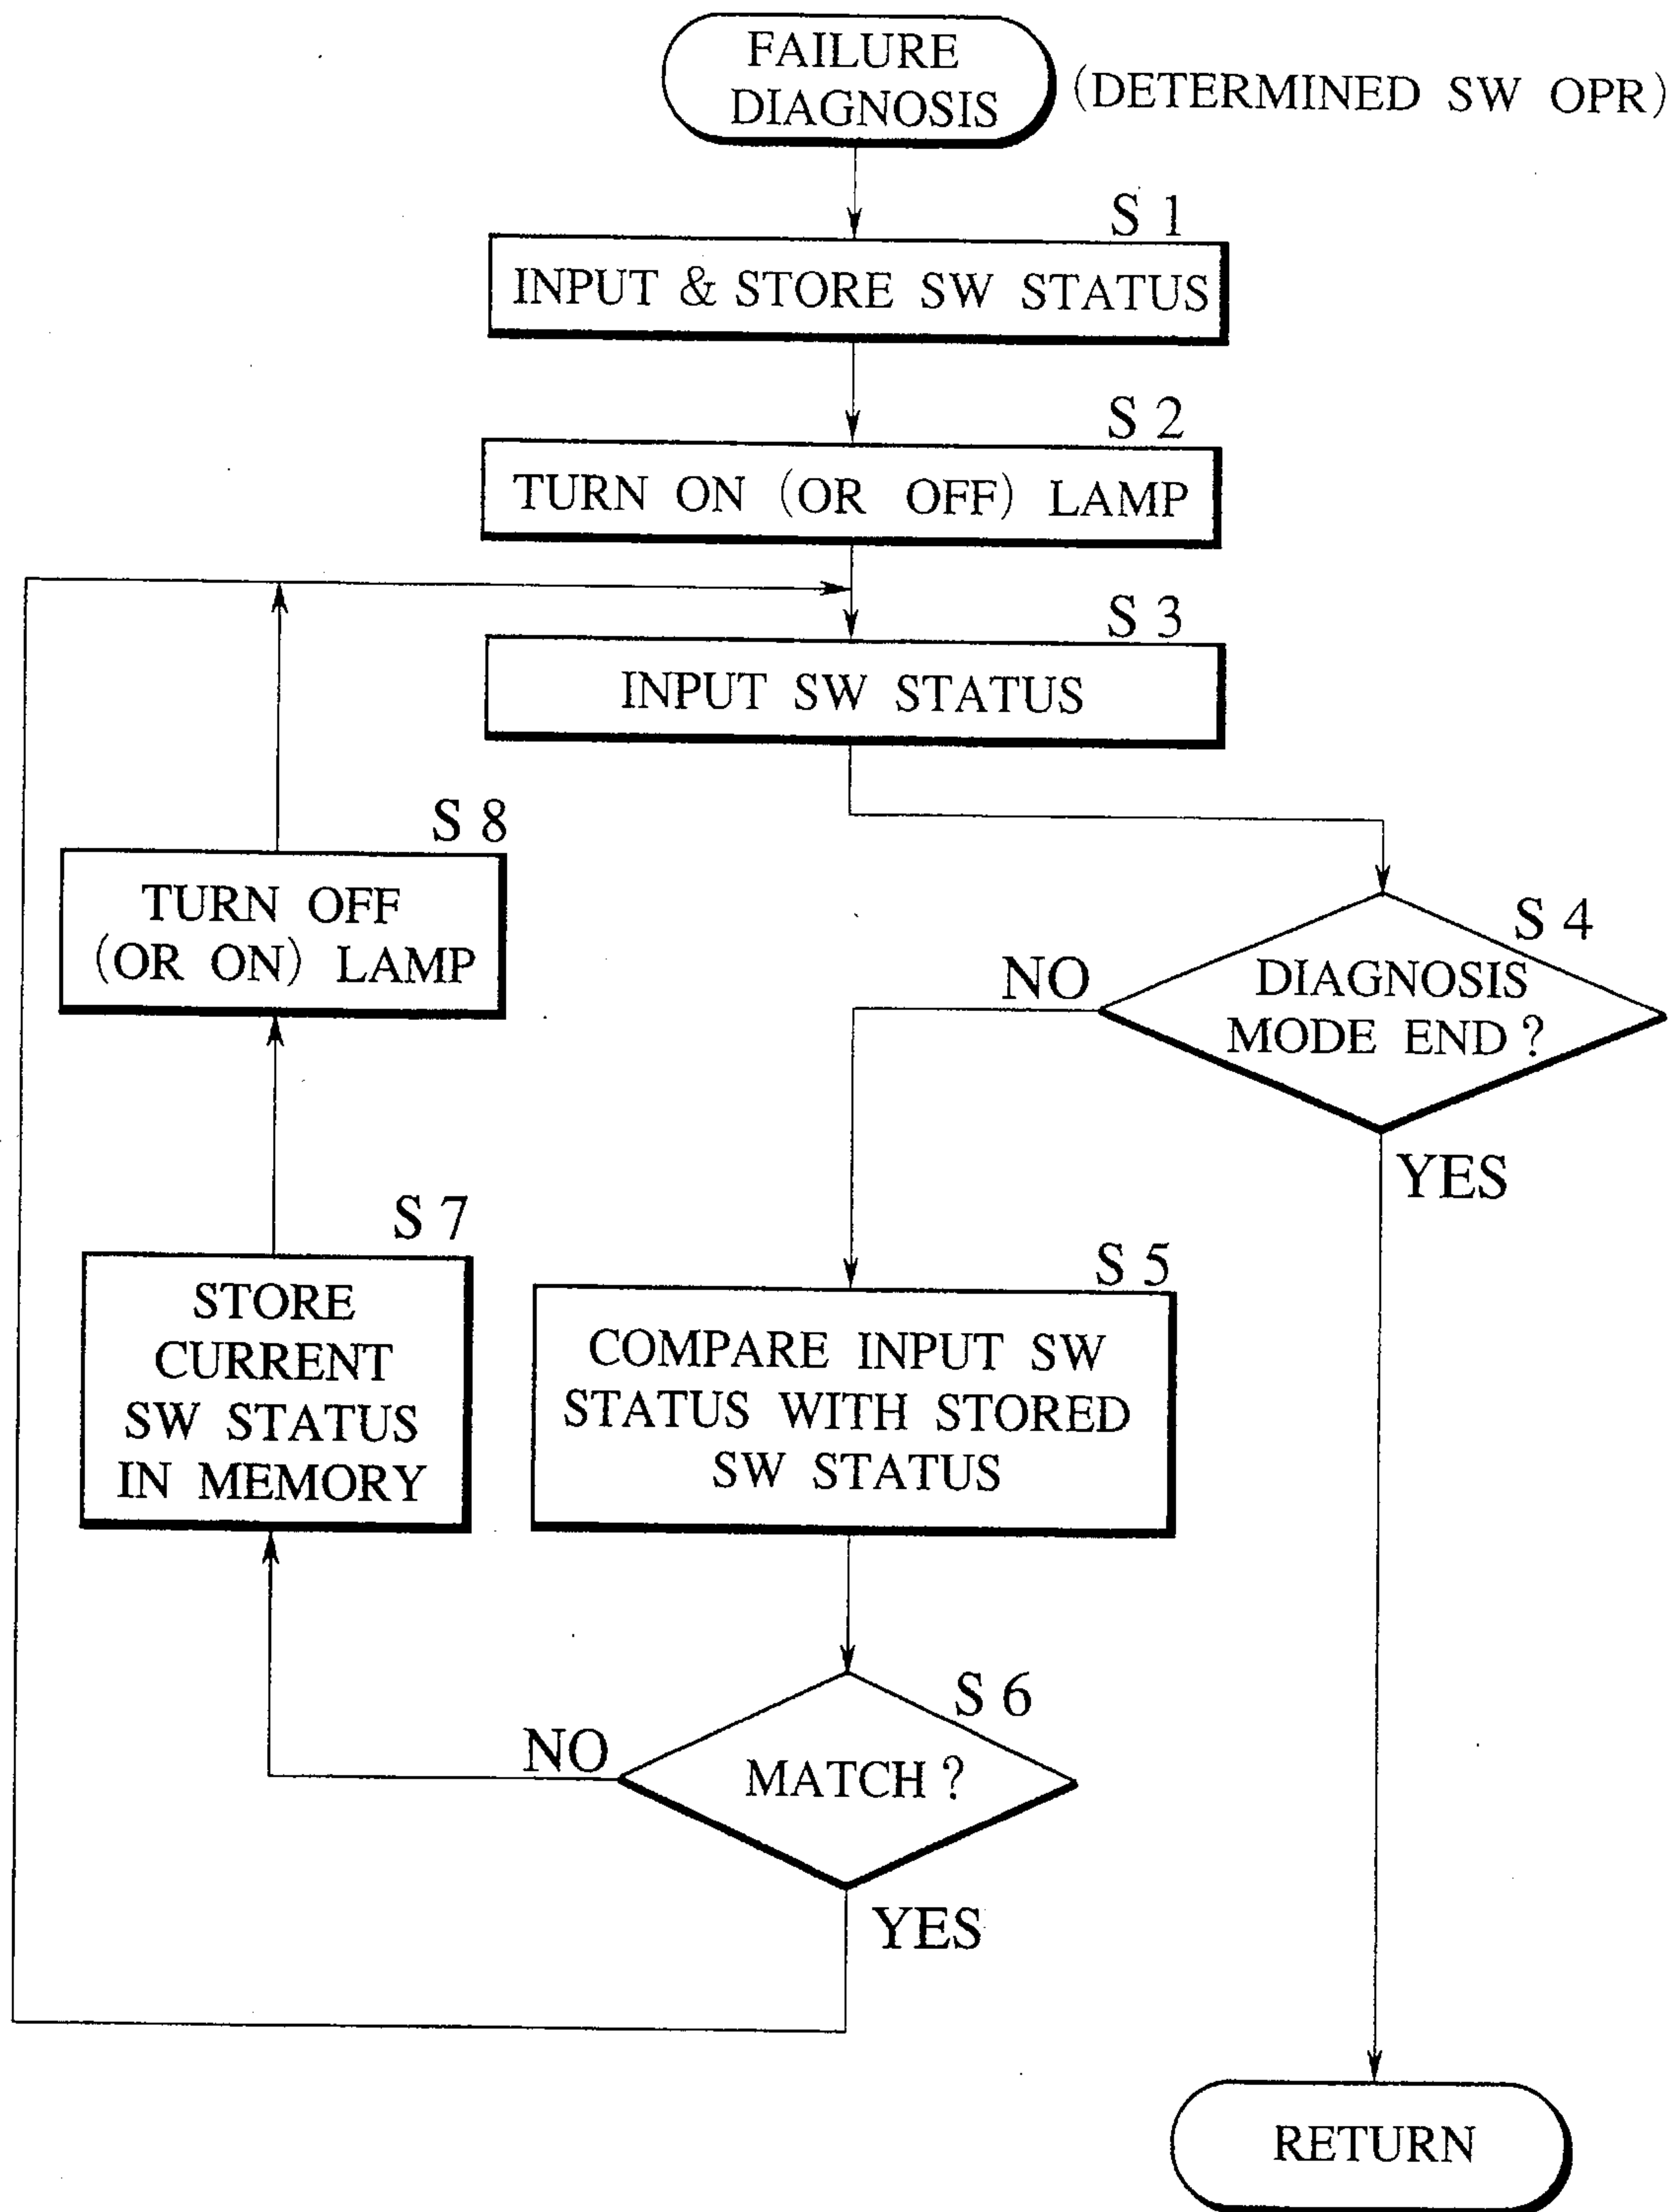 FAILURE
DIAGNOSIS
(DETERMINED SW OPR)
S 1
INPUT & STORE SW STATUS
S 2
TURN ON (OR OFF) LAMP
S 3
INPUT SW STATUS
S 4
DIAGNOSIS
MODE END ?
NO
YES
S 5
COMPARE INPUT SW
STATUS WITH STORED
SW STATUS
S 6
MATCH ?
NO
YES
S 7
STORE
CURRENT
SW STATUS
IN MEMORY
S 8
TURN OFF
(OR ON) LAMP
RETURN